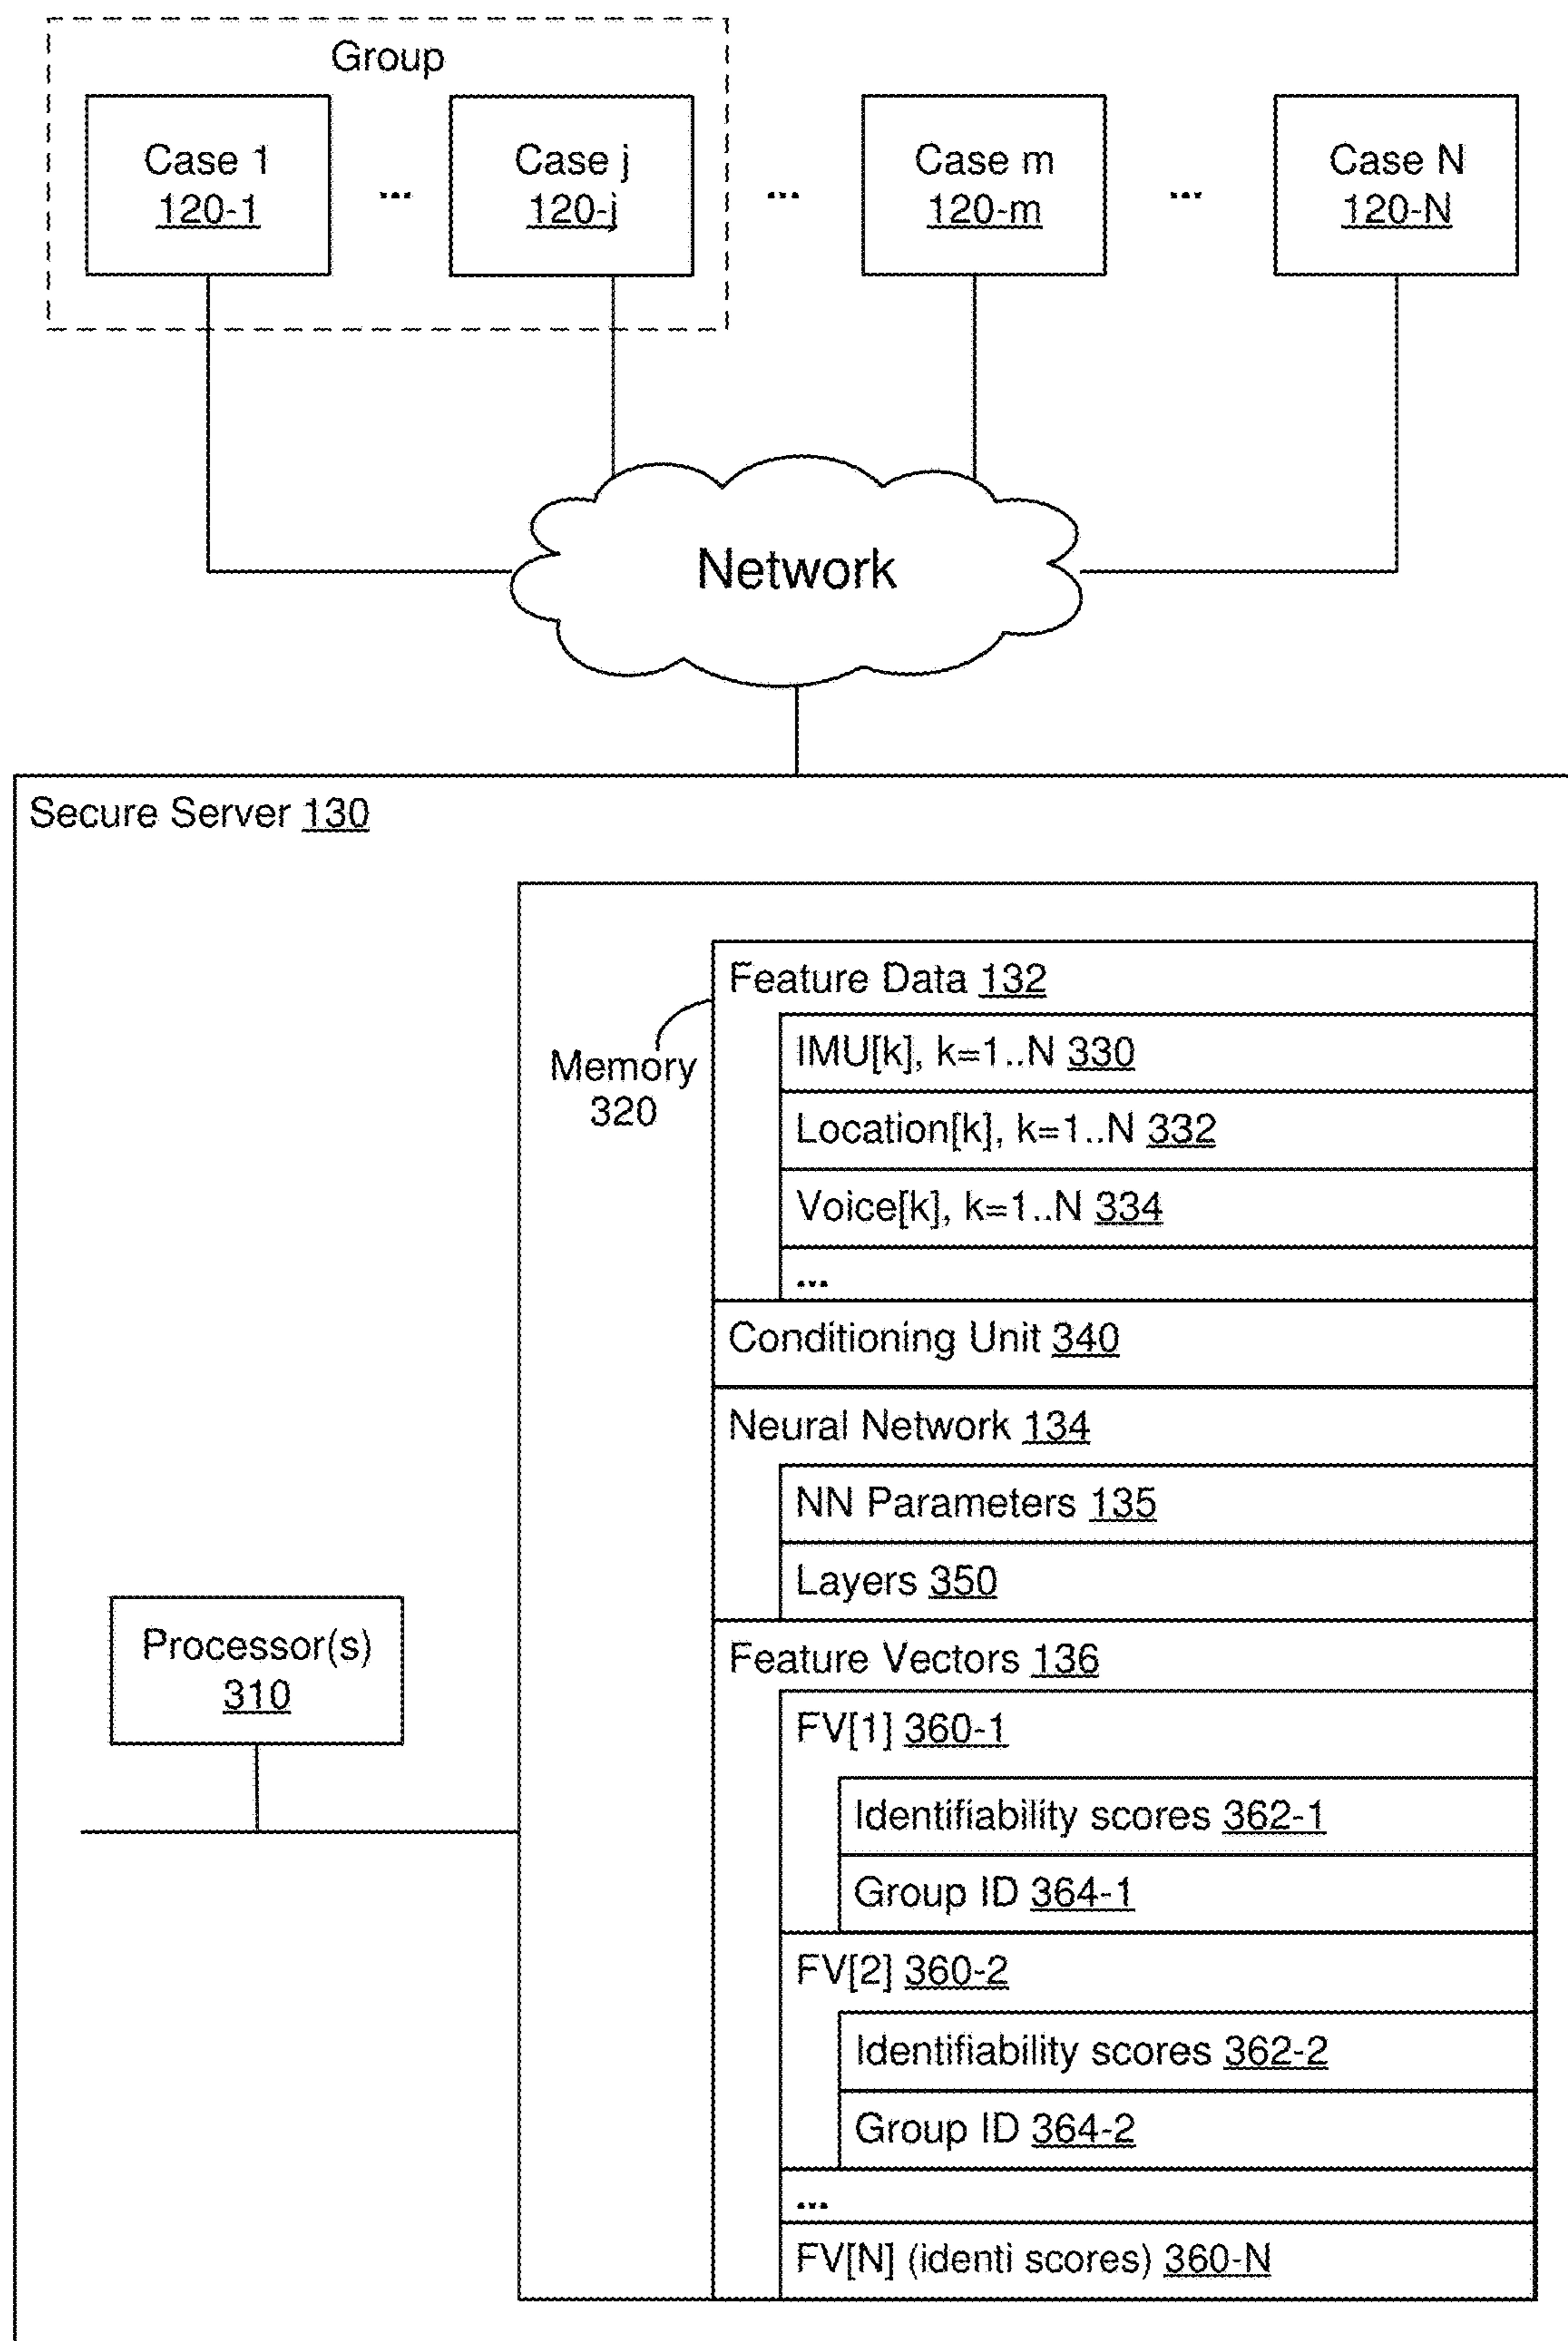 Group
Case 1
120-1
...
Case j
120-j
...
Case m
120-m
...
Case N
120-N
Network
Secure Server 130
Memory
320
Feature Data 132
IMU[k], k=1..N 330
Location[k], k=1..N 332
Voice[k], k=1..N 334
...
Conditioning Unit 340
Neural Network 134
NN Parameters 135
Layers 350
Processor(s)
310
Feature Vectors 136
FV[1] 360-1
Identifiability scores 362-1
Group ID 364-1
FV[2] 360-2
Identifiability scores 362-2
Group ID 364-2
...
FV[N] (identi scores) 360-N